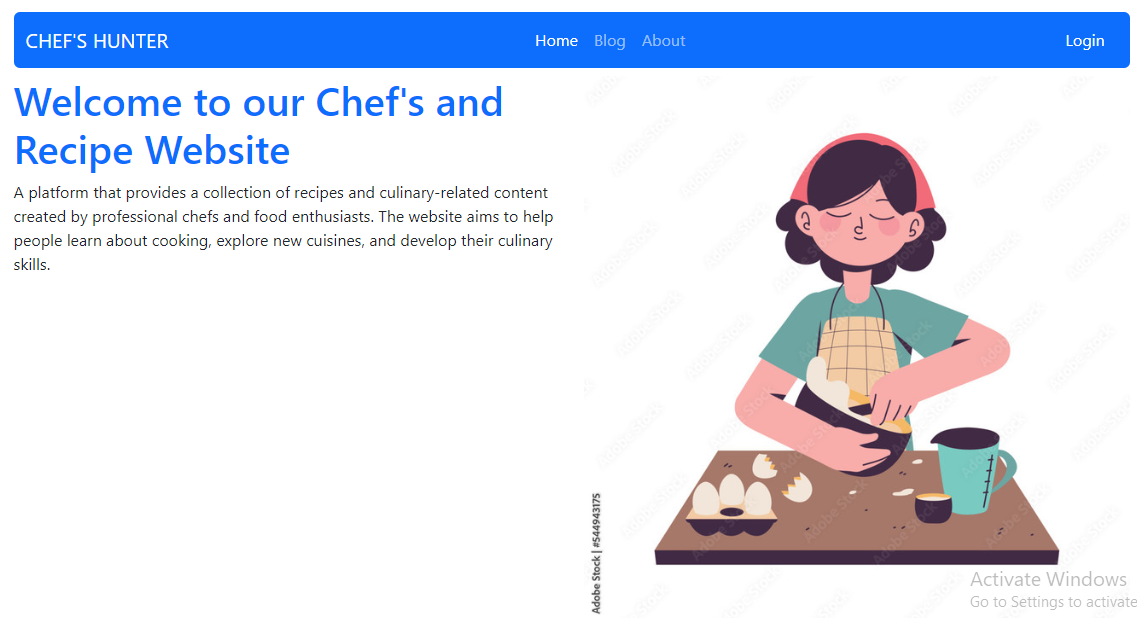 CHEF'S HUNTER
Home
Blog
About
Login
Welcome to our Chef's and
Recipe Website
A platform that provides a collection of recipes and culinary-related content
created by professional chefs and food enthusiasts. The website aims to help
people learn about cooking, explore new cuisines, and develop their culinary
skills.
Adobe Stock | #544943175
Adobe Stock
Activate Windows
Go to Settings to activate